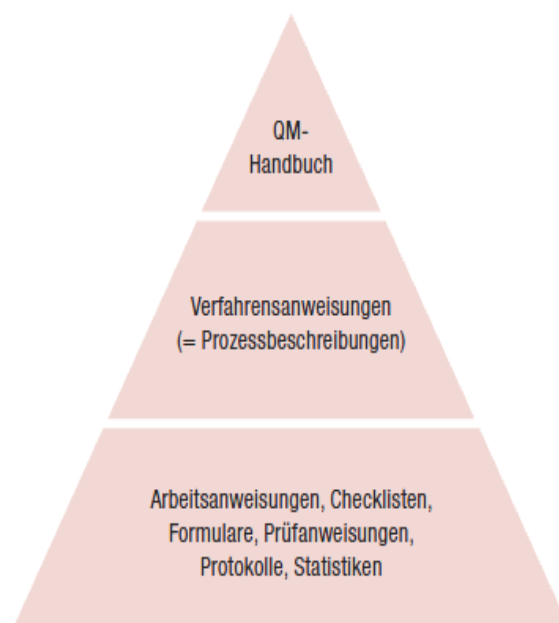 QM-
Handbuch
Verfahrensanweisungen
(= Prozessbeschreibungen)
Arbeitsanweisungen, Checklisten,
Formulare, Prüfanweisungen,
Protokolle, Statistiken